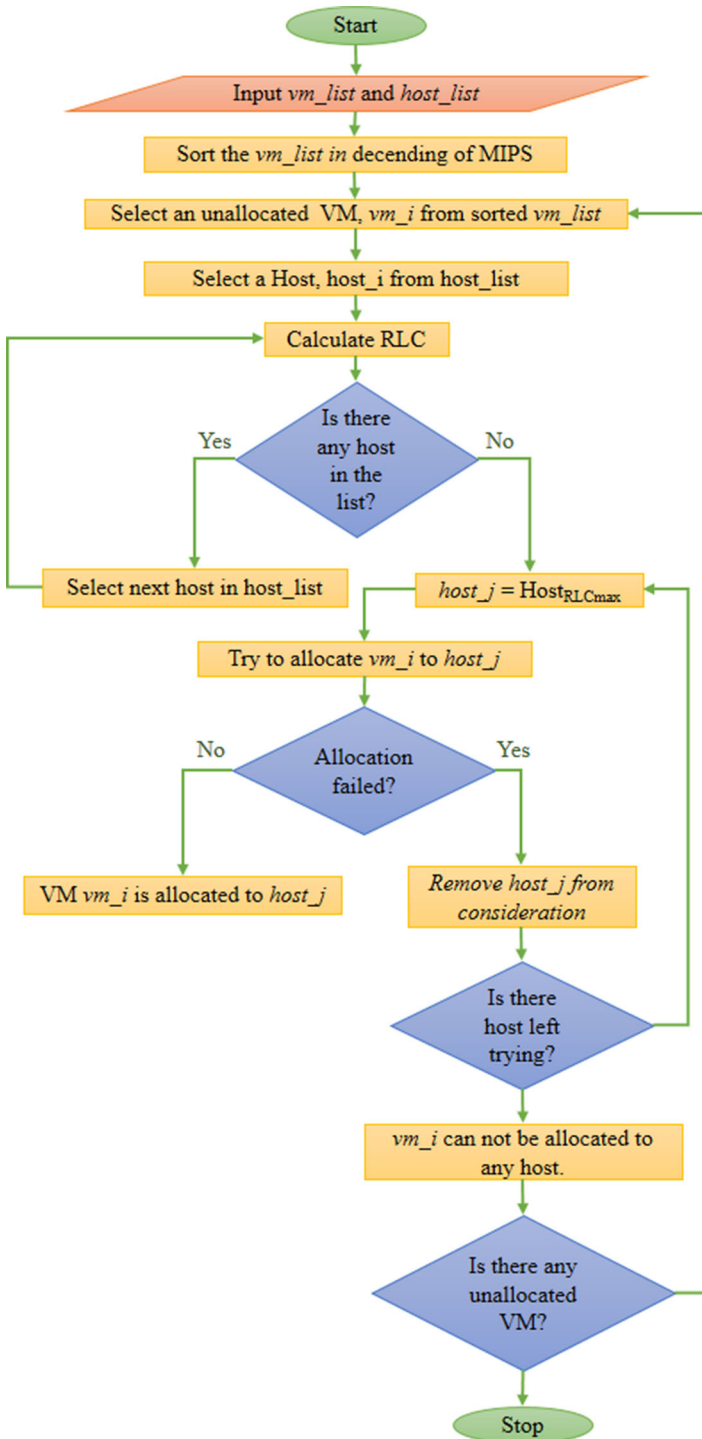 Start
Input vm_list and host_list
Sort the vm_list in decending of MIPS
Select an unallocated VM, vm_i from sorted vm_list
Select a Host, host_i from host_list
Calculate RLC
Is there
any host
in the
list?
Yes
No
Select next host in host_list
host_j = HostRLCmax
Try to allocate vm_i to host_j
Allocation
failed?
No
Yes
VM vm_i is allocated to host_j
Remove host_j from
consideration
Is there
host left
trying?
vm_i can not be allocated to
any host.
Is there any
unallocated
VM?
Stop